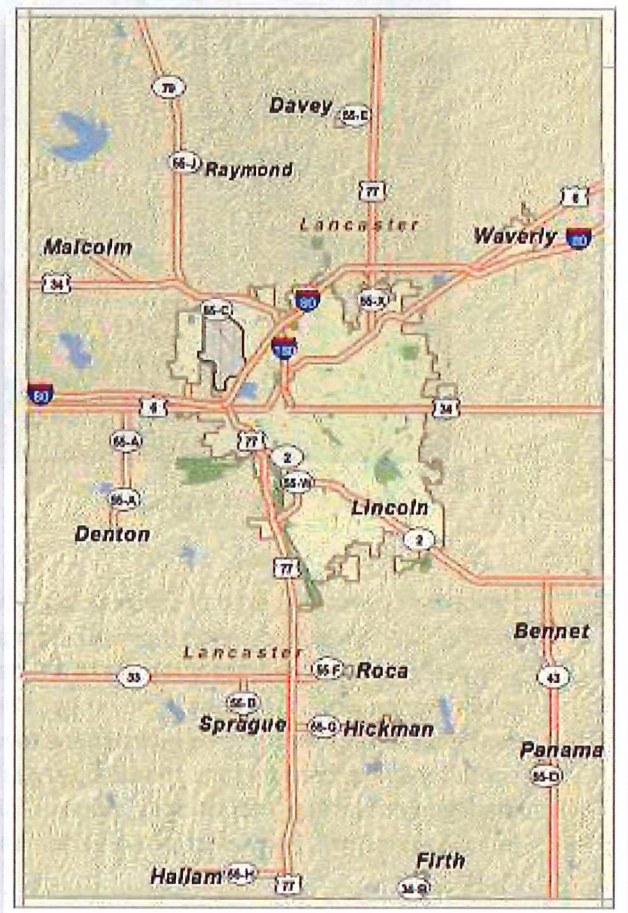 79
Davey
55-E
55-J
Raymond
77
6
Lancaster
Malcolm
Waverly
80
34
80
55-X
55-C
180
80
6
34
77
55-A
2
55-W
55-A
Lincoln
Denton
2
77
Bennet
Lancaster
33
55-F
Roca
43
55-D
Sprague
55-G
Hickman
Panama
55-D
Hallam
55-H
Firth
77